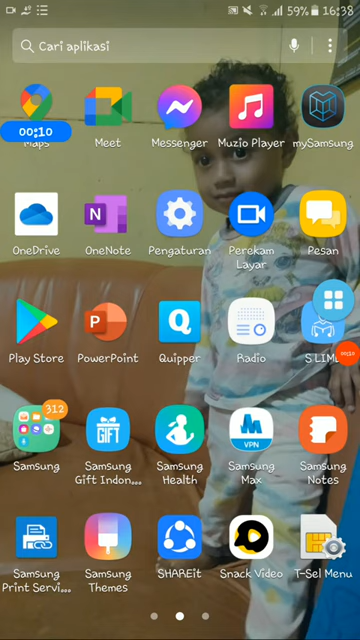 59% 16:38
Cari aplikasi
00:10
Maps
Meet
Messenger
Muzio Player
mySamsung
N
OneDrive
OneNote
Pengaturan
Perekam
Layar
Pesan
P
Q
Play Store
PowerPoint
Quipper
Radio
S.LIM
00:10
312
GIFT
VPN
Samsung
Samsung
Gift Indon...
Samsung
Health
Samsung
Max
Samsung
Notes
Samsung
Print Servi...
Samsung
Themes
SHAREit
Snack Video
T-Sel Menu